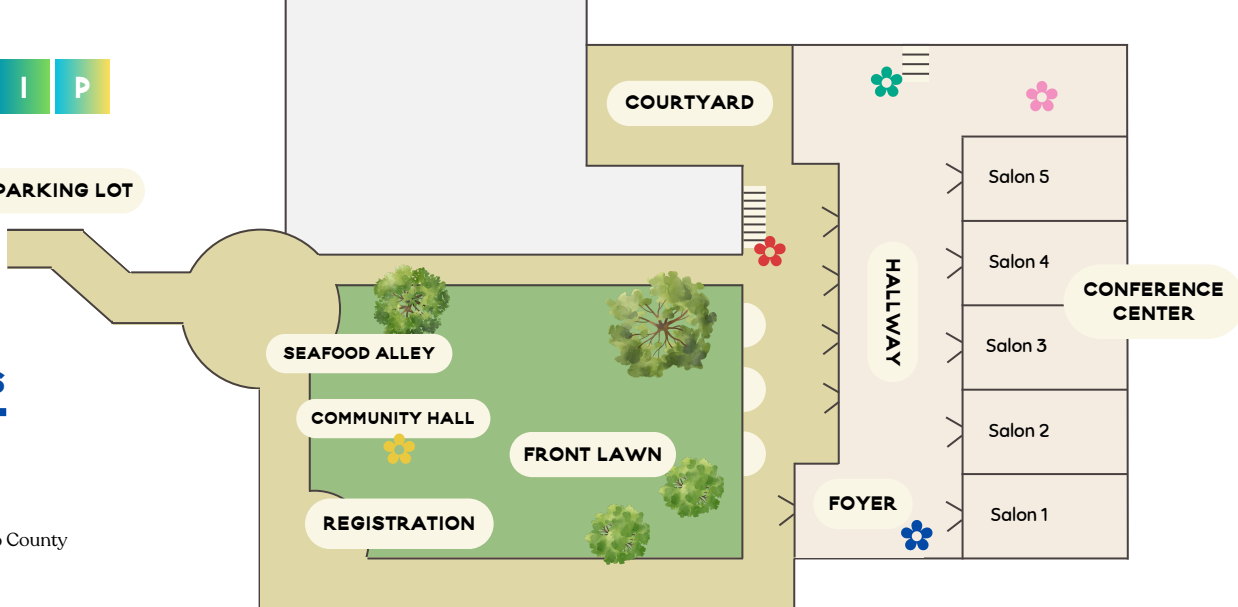 I P
COURTYARD
PARKING LOT
Salon 5
Salon 4
HALLWAY
CONFERENCE
CENTER
SEAFOOD ALLEY
Salon 3
COMMUNITY HALL
Salon 2
FRONT LAWN
FOYER
Salon 1
REGISTRATION
County